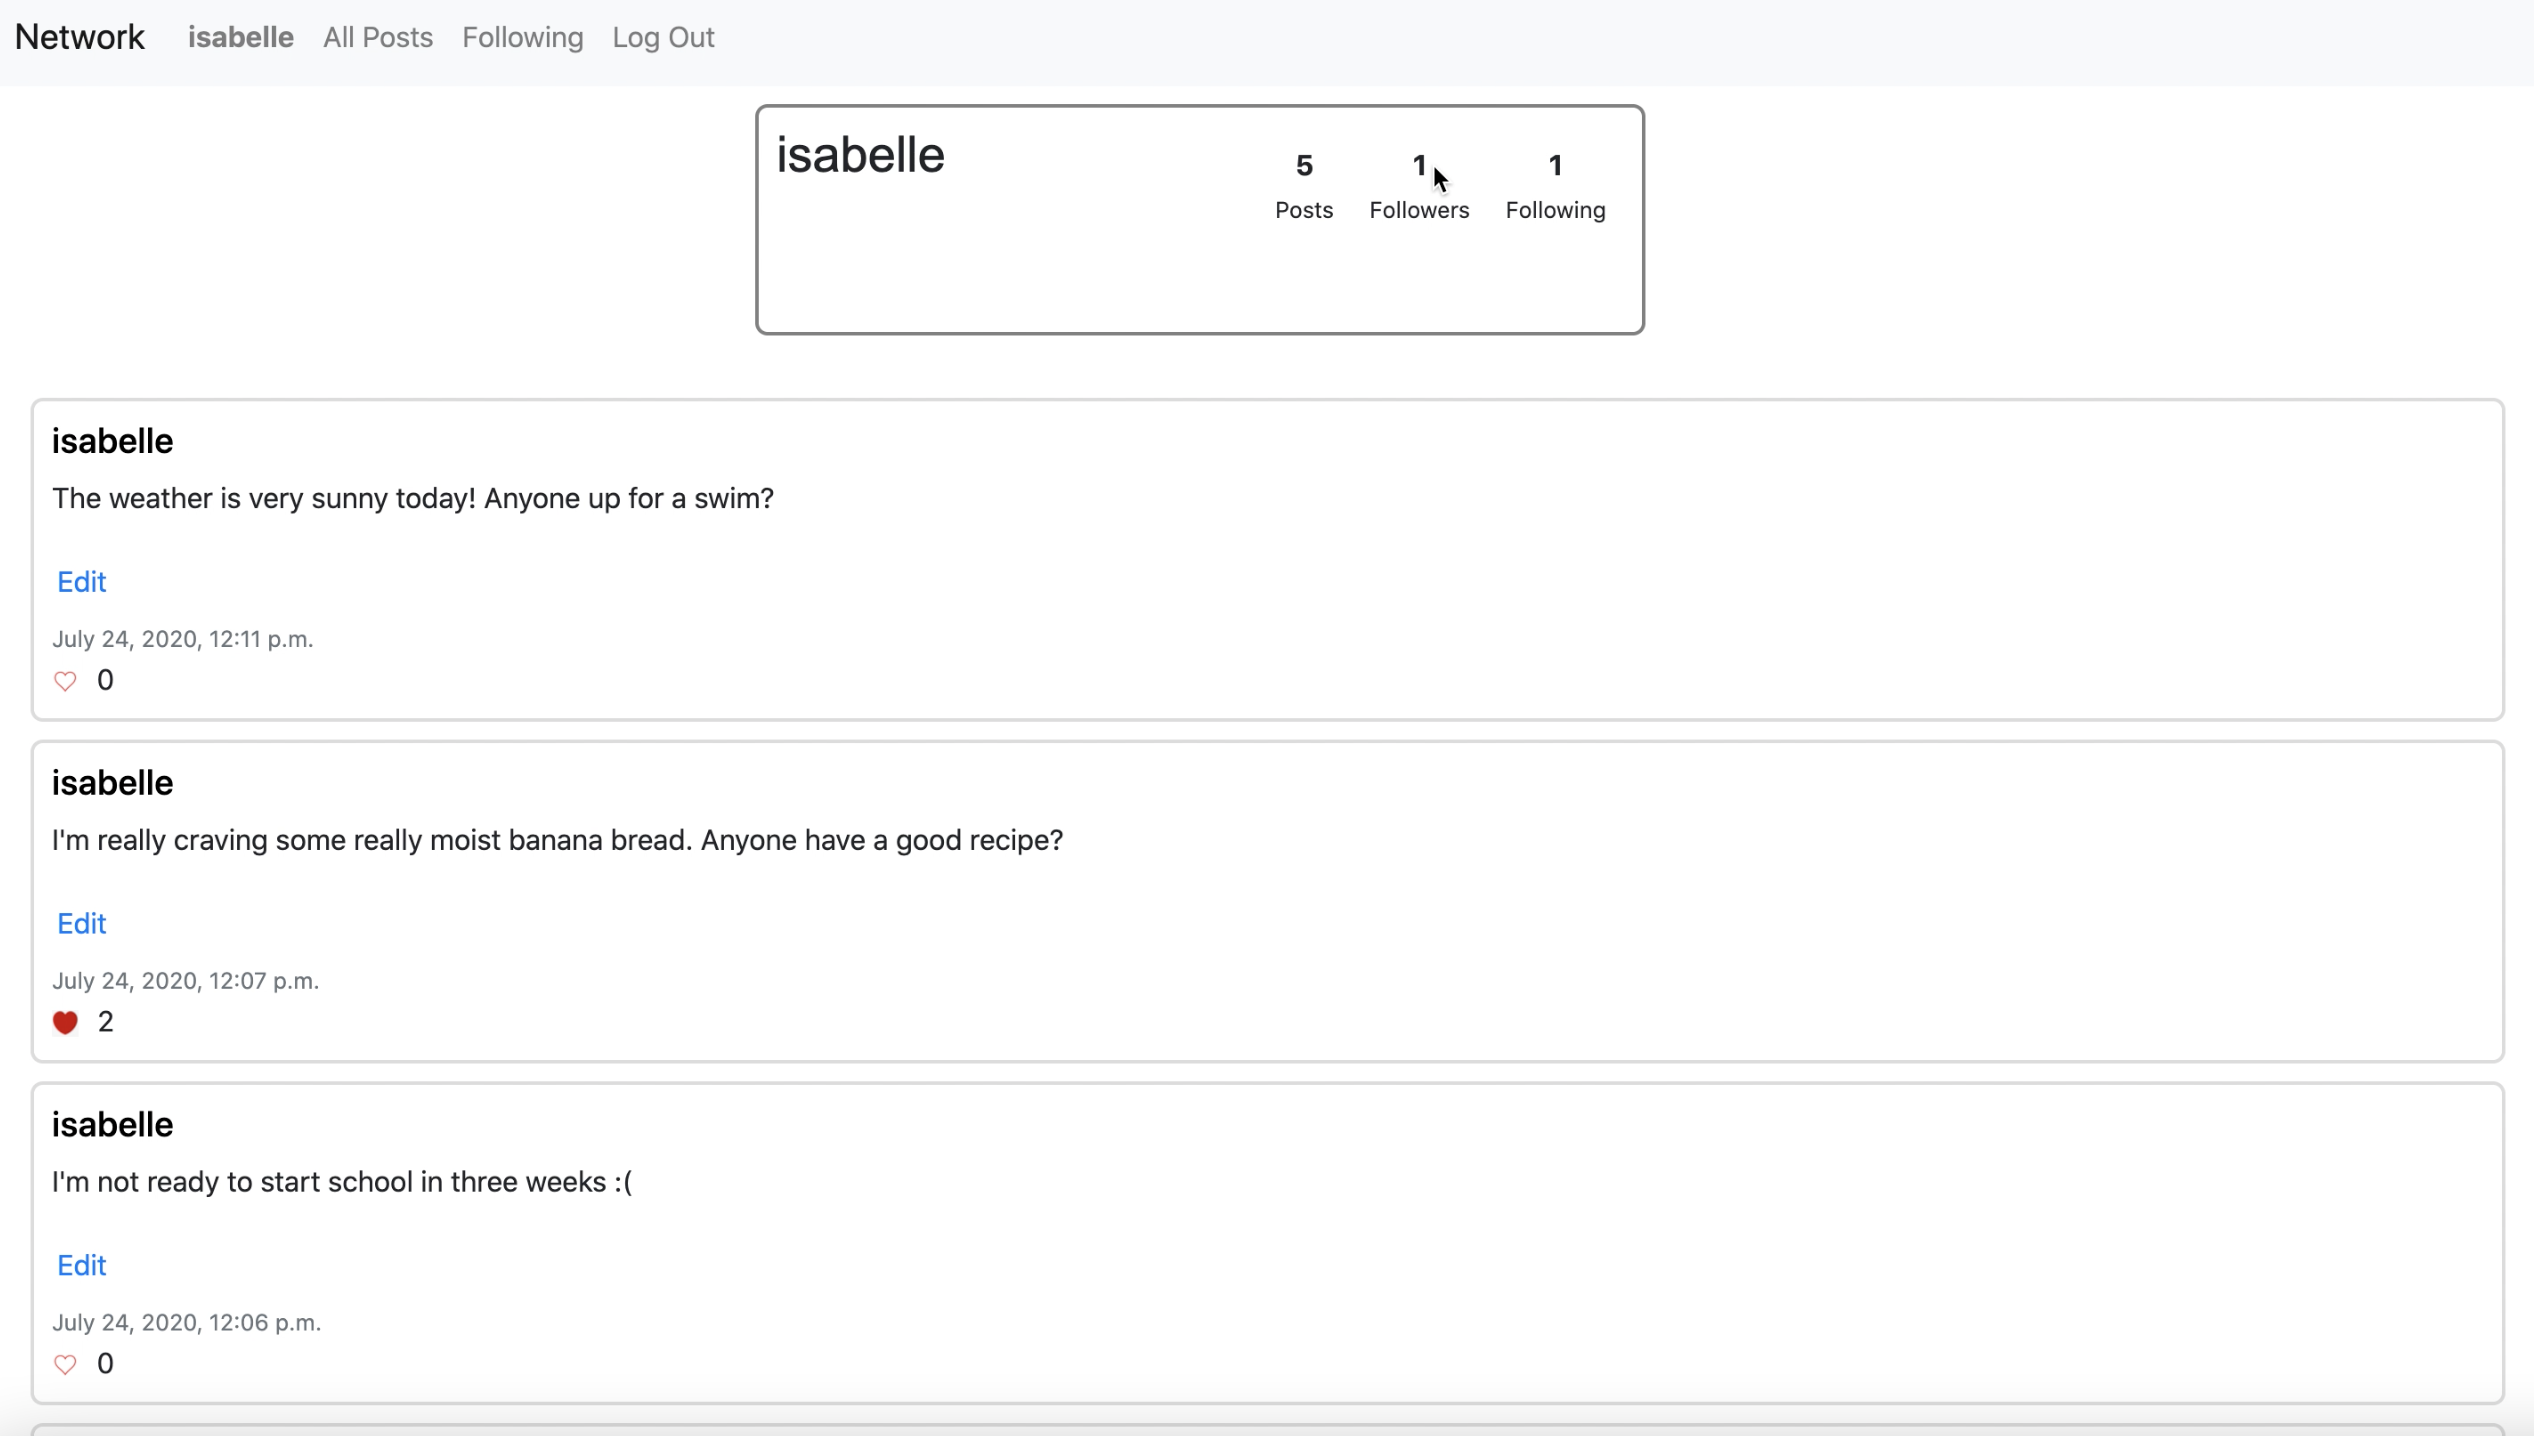 Network isabelle All Posts Following Log Out
isabelle
5 1 1
Posts Followers Following
isabelle
The weather is very sunny today! Anyone up for a swim?
Edit
July 24, 2020, 12:11 p.m.
0
isabelle
I'm really craving some really moist banana bread. Anyone have a good recipe?
Edit
July 24, 2020, 12:07 p.m.
2
isabelle
I'm not ready to start school in three weeks :(
Edit
July 24, 2020, 12:06 p.m.
0